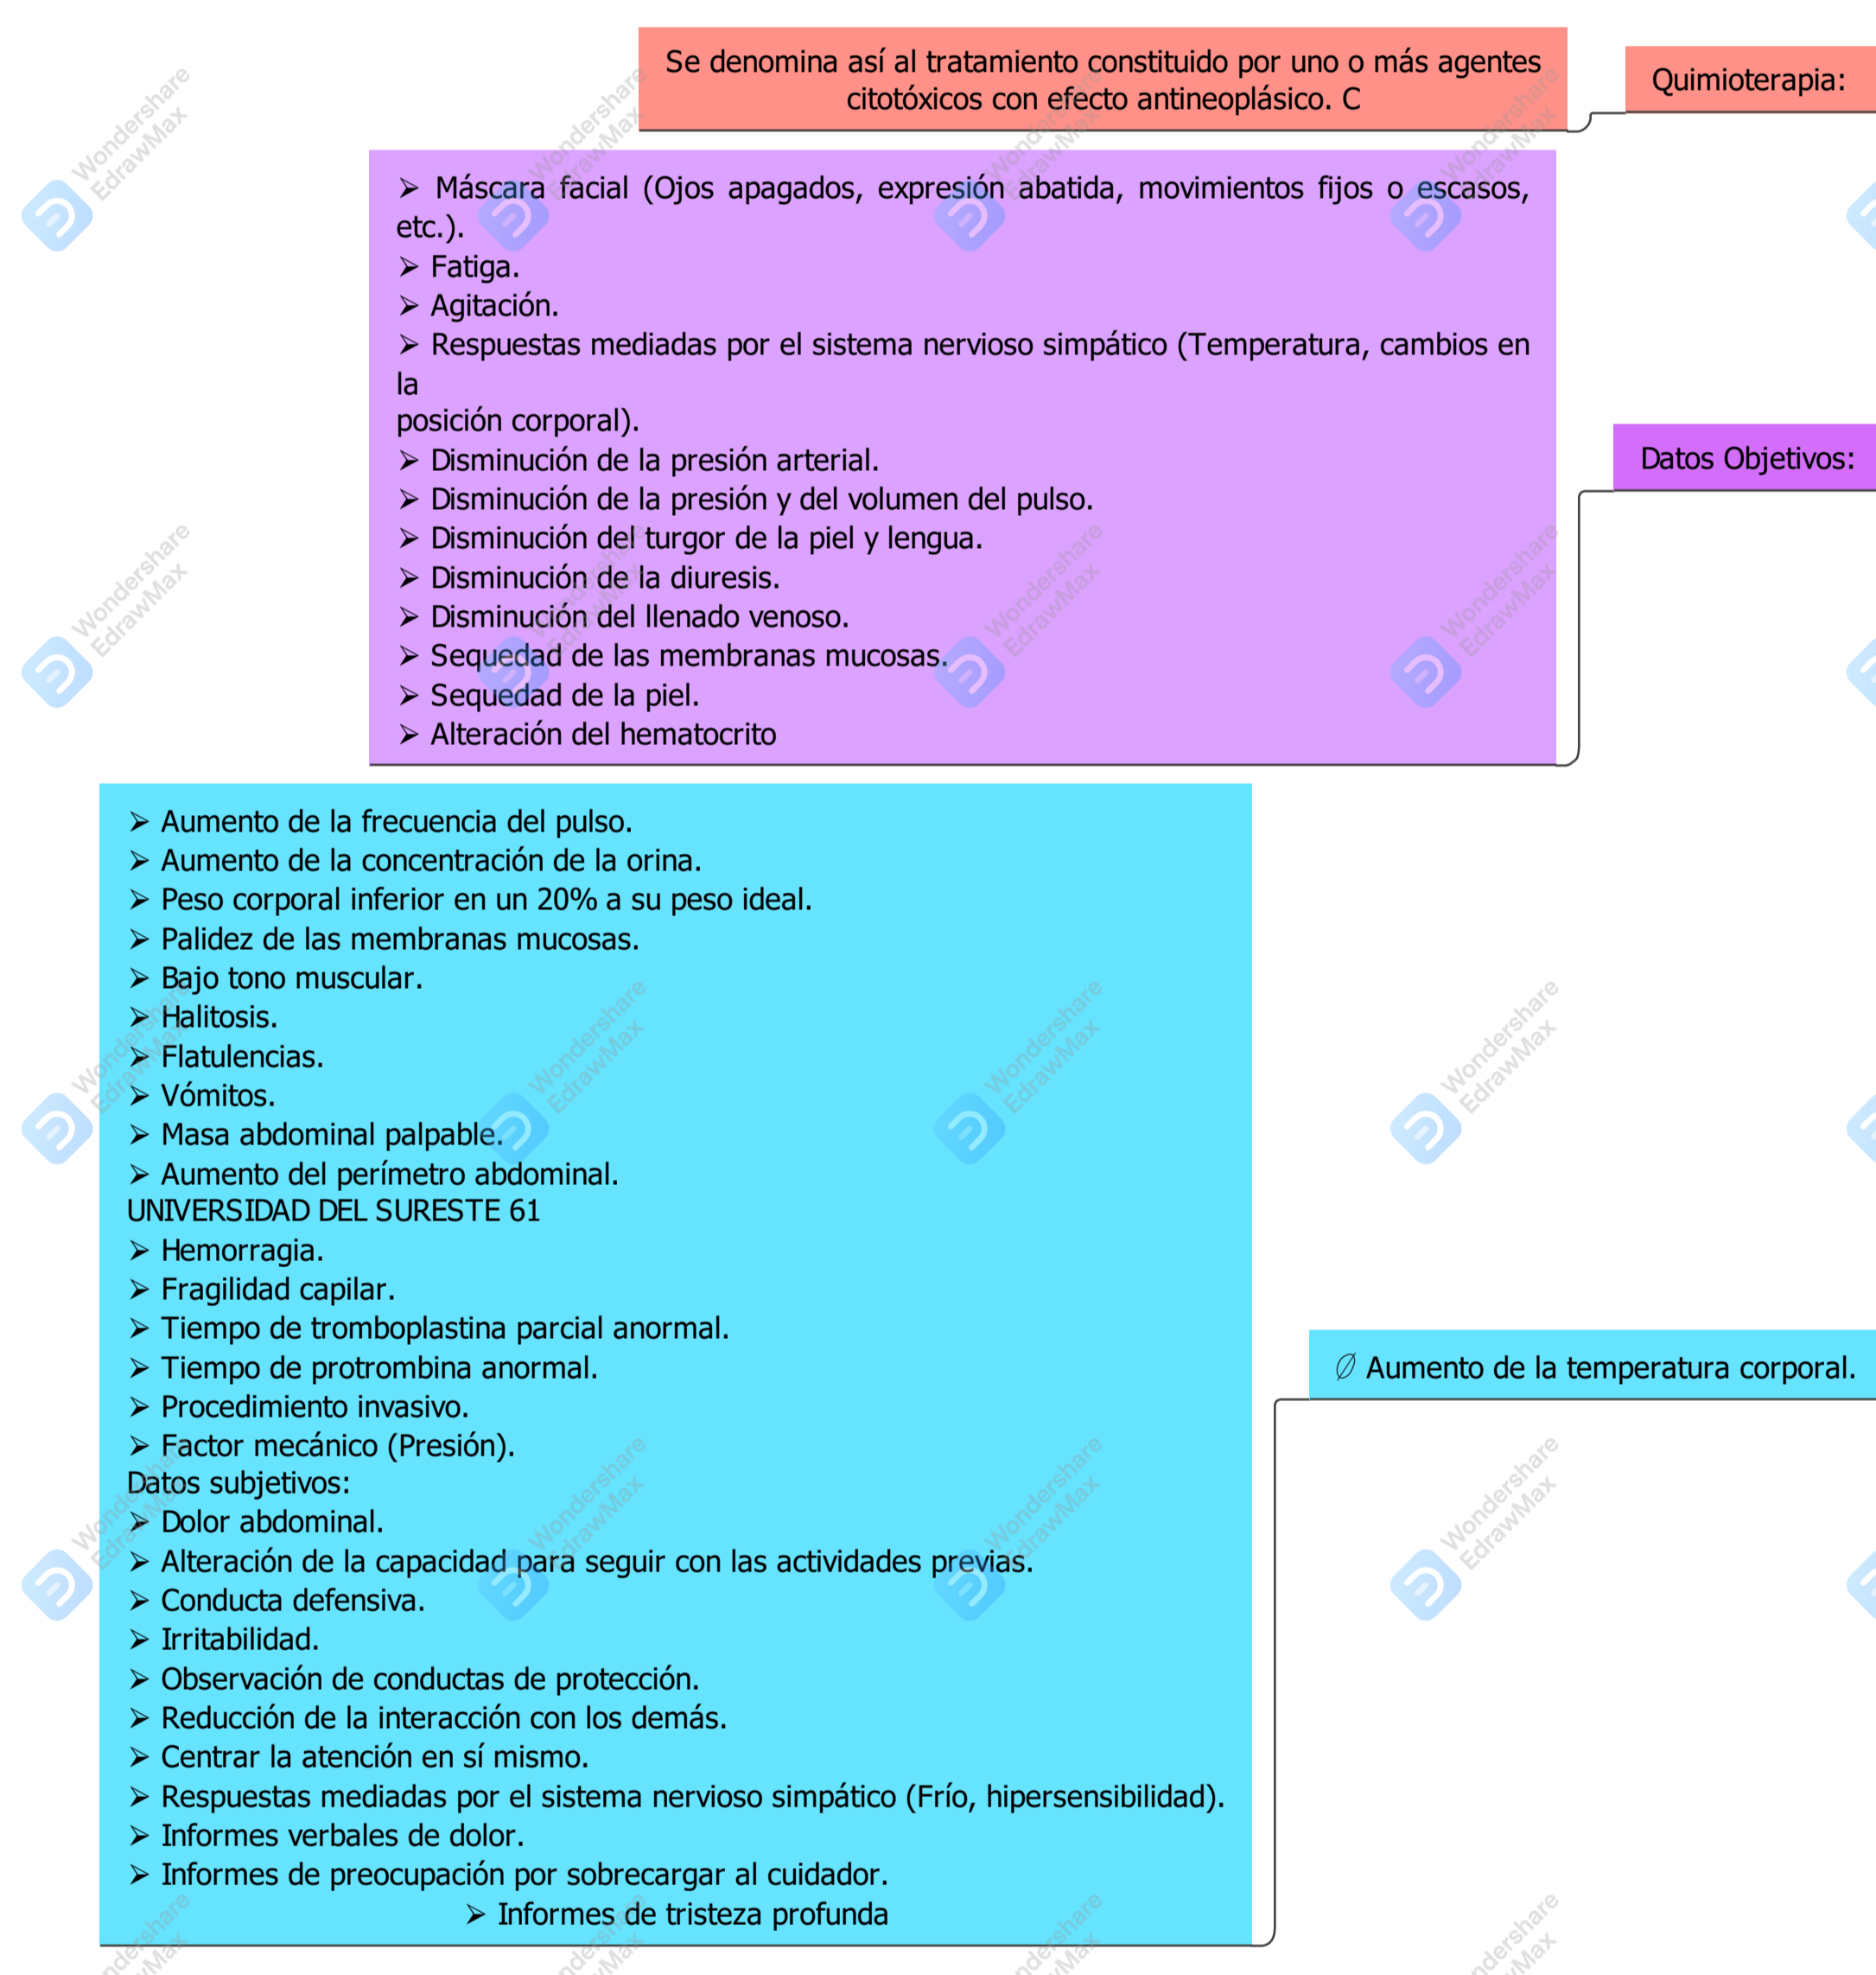 Se denomina así al tratamiento constituido por uno o más agentes
citotóxicos con efecto antineoplásico. C
Quimioterapia:
➢ Máscara facial (Ojos apagados, expresión abatida, movimientos fijos o escasos,
etc.).
➢ Fatiga.
➢ Agitación.
➢ Respuestas mediadas por el sistema nervioso simpático (Temperatura, cambios en
la
posición corporal).
➢ Disminución de la presión arterial.
➢ Disminución de la presión y del volumen del pulso.
➢ Disminución del turgor de la piel y lengua.
➢ Disminución de la diuresis.
➢ Disminución del llenado venoso.
➢ Sequedad de las membranas mucosas.
➢ Sequedad de la piel.
➢ Alteración del hematocrito
Datos Objetivos:
➢ Aumento de la frecuencia del pulso.
➢ Aumento de la concentración de la orina.
➢ Peso corporal inferior en un 20% a su peso ideal.
➢ Palidez de las membranas mucosas.
➢ Bajo tono muscular.
➢ Halitosis.
➢ Flatulencias.
➢ Vómitos.
➢ Masa abdominal palpable.
➢ Aumento del perímetro abdominal.
UNIVERSIDAD DEL SURESTE 61
➢ Hemorragia.
➢ Fragilidad capilar.
➢ Tiempo de tromboplastina parcial anormal.
➢ Tiempo de protrombina anormal.
➢ Procedimiento invasivo.
➢ Factor mecánico (Presión).
Datos subjetivos:
➢ Dolor abdominal.
➢ Alteración de la capacidad para seguir con las actividades previas.
➢ Conducta defensiva.
➢ Irritabilidad.
➢ Observación de conductas de protección.
➢ Reducción de la interacción con los demás.
➢ Centrar la atención en sí mismo.
➢ Respuestas mediadas por el sistema nervioso simpático (Frío, hipersensibilidad).
➢ Informes verbales de dolor.
➢ Informes de preocupación por sobrecargar al cuidador.
➢ Informes de tristeza profunda
∅ Aumento de la temperatura corporal.
Wondershare
EdrawMax